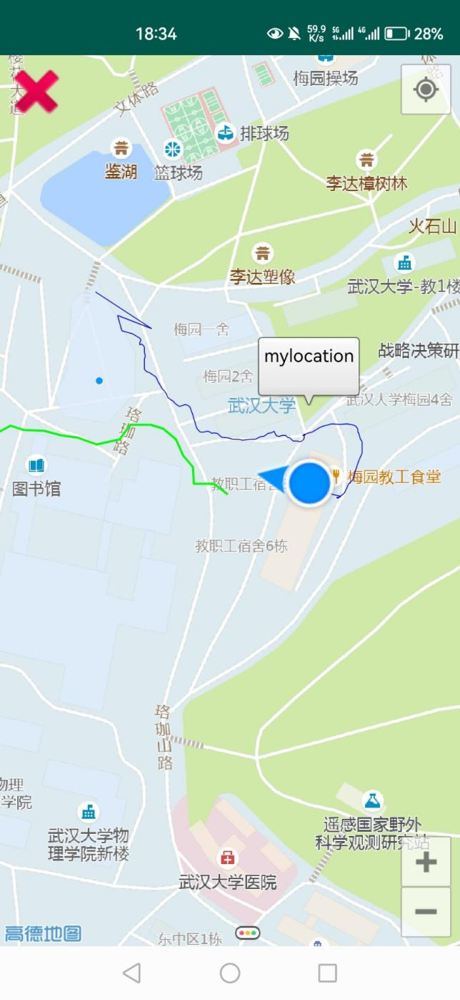 18:34
59.9 K/s
5G
4G
28%
梅园操场
文体路
排球场
鉴湖
篮球场
李达樟树林
火石山
李达塑像
武汉大学-教1楼
梅园一舍
战略决策研
mylocation
梅园2舍
武汉大学
武汉大学梅园4舍
珞珈路
图书馆
教职工宿舍
梅园教工食堂
教职工宿舍6栋
珞珈山路
物理
学院
武汉大学物
理学院新楼
遥感国家野外
科学观测研究站
武汉大学医院
高德地图
东中区1栋